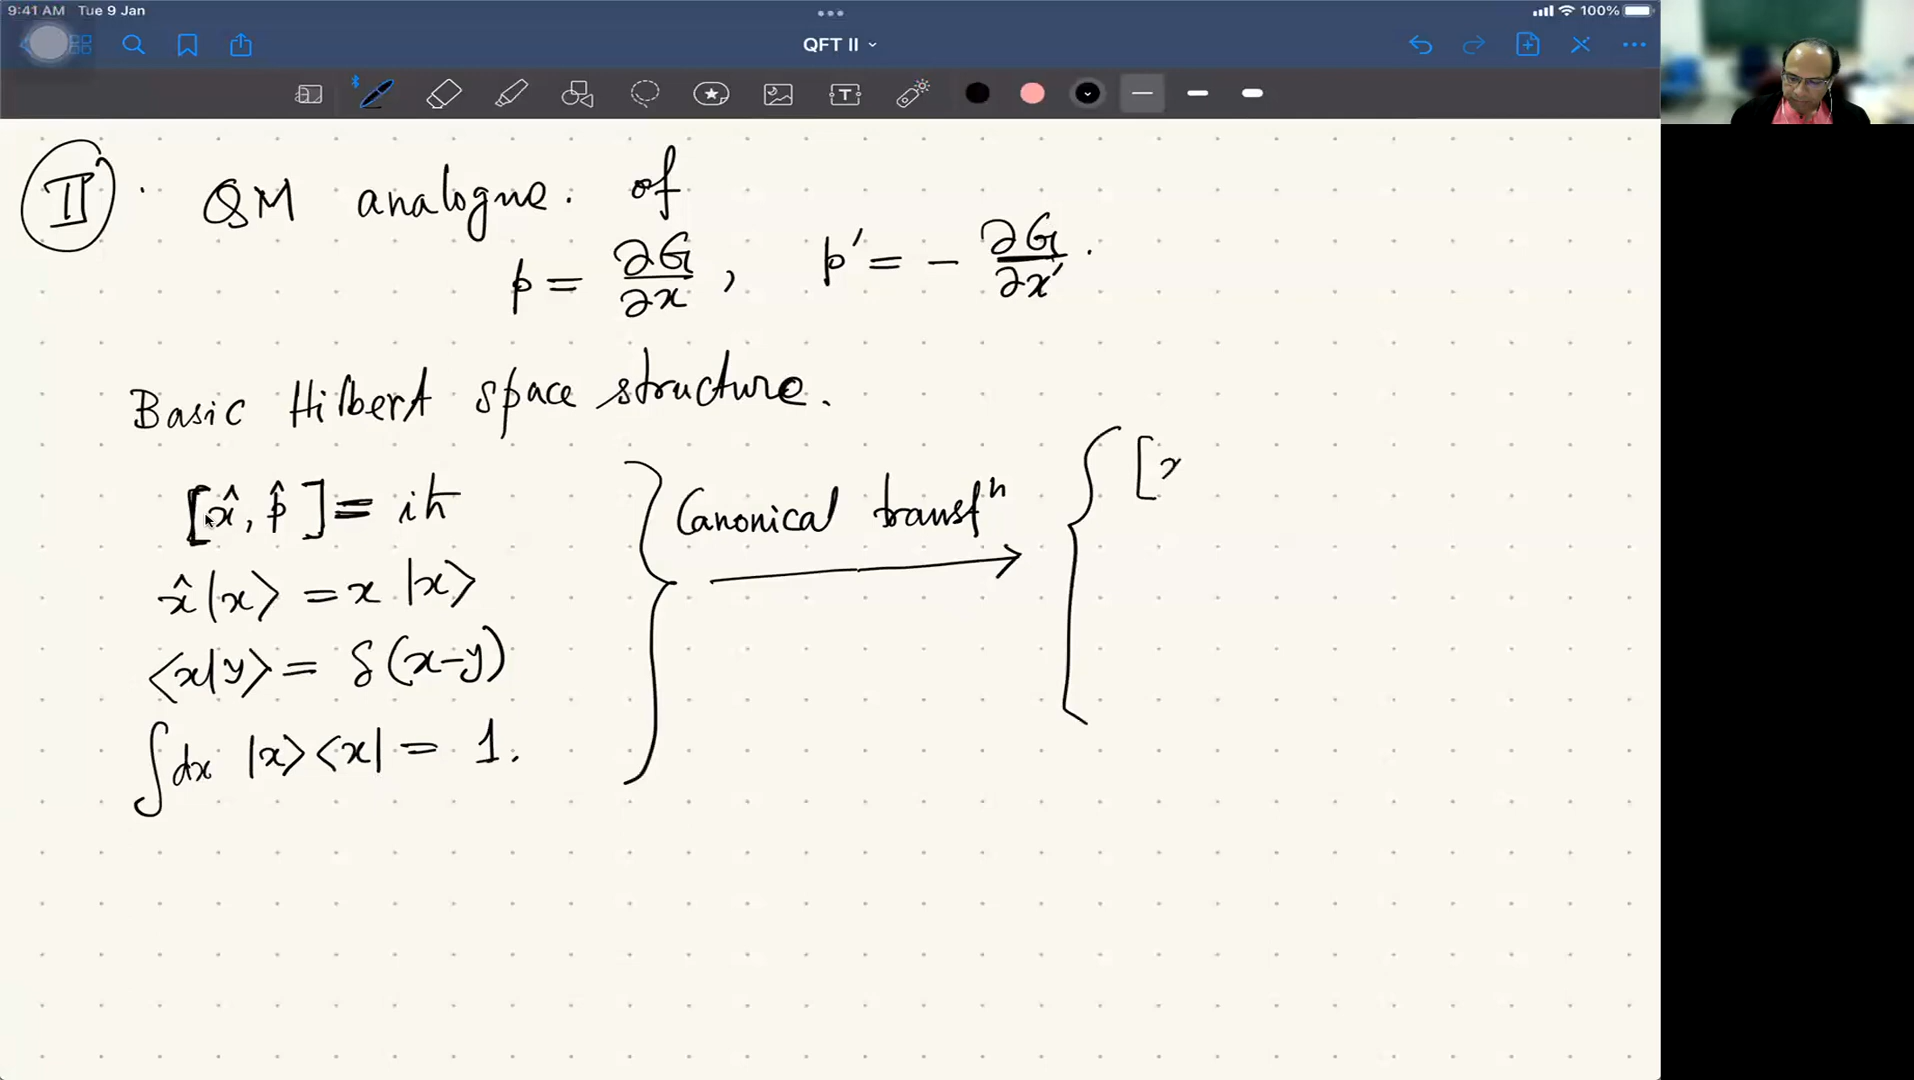 9:41 AM Tue 9 Jan
100%
QFT II
II. QM analogue. of
p = ∂G/∂x , p′ = − ∂G/∂x′ .
Basic Hilbert space structure.
[x̂, p̂] = iħ
x̂|x⟩ = x |x⟩
⟨x|y⟩ = δ(x−y)
∫dx |x⟩⟨x| = 1.
Canonical transfⁿ
[x